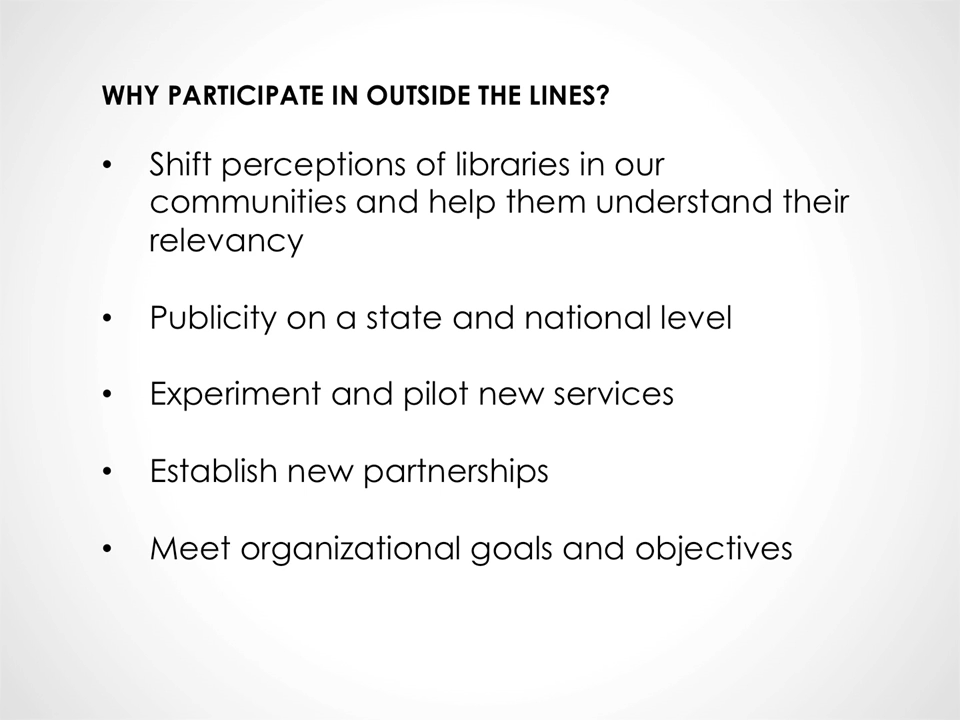 WHY PARTICIPATE IN OUTSIDE THE LINES?
• Shift perceptions of libraries in our
communities and help them understand their
relevancy
• Publicity on a state and national level
• Experiment and pilot new services
• Establish new partnerships
• Meet organizational goals and objectives